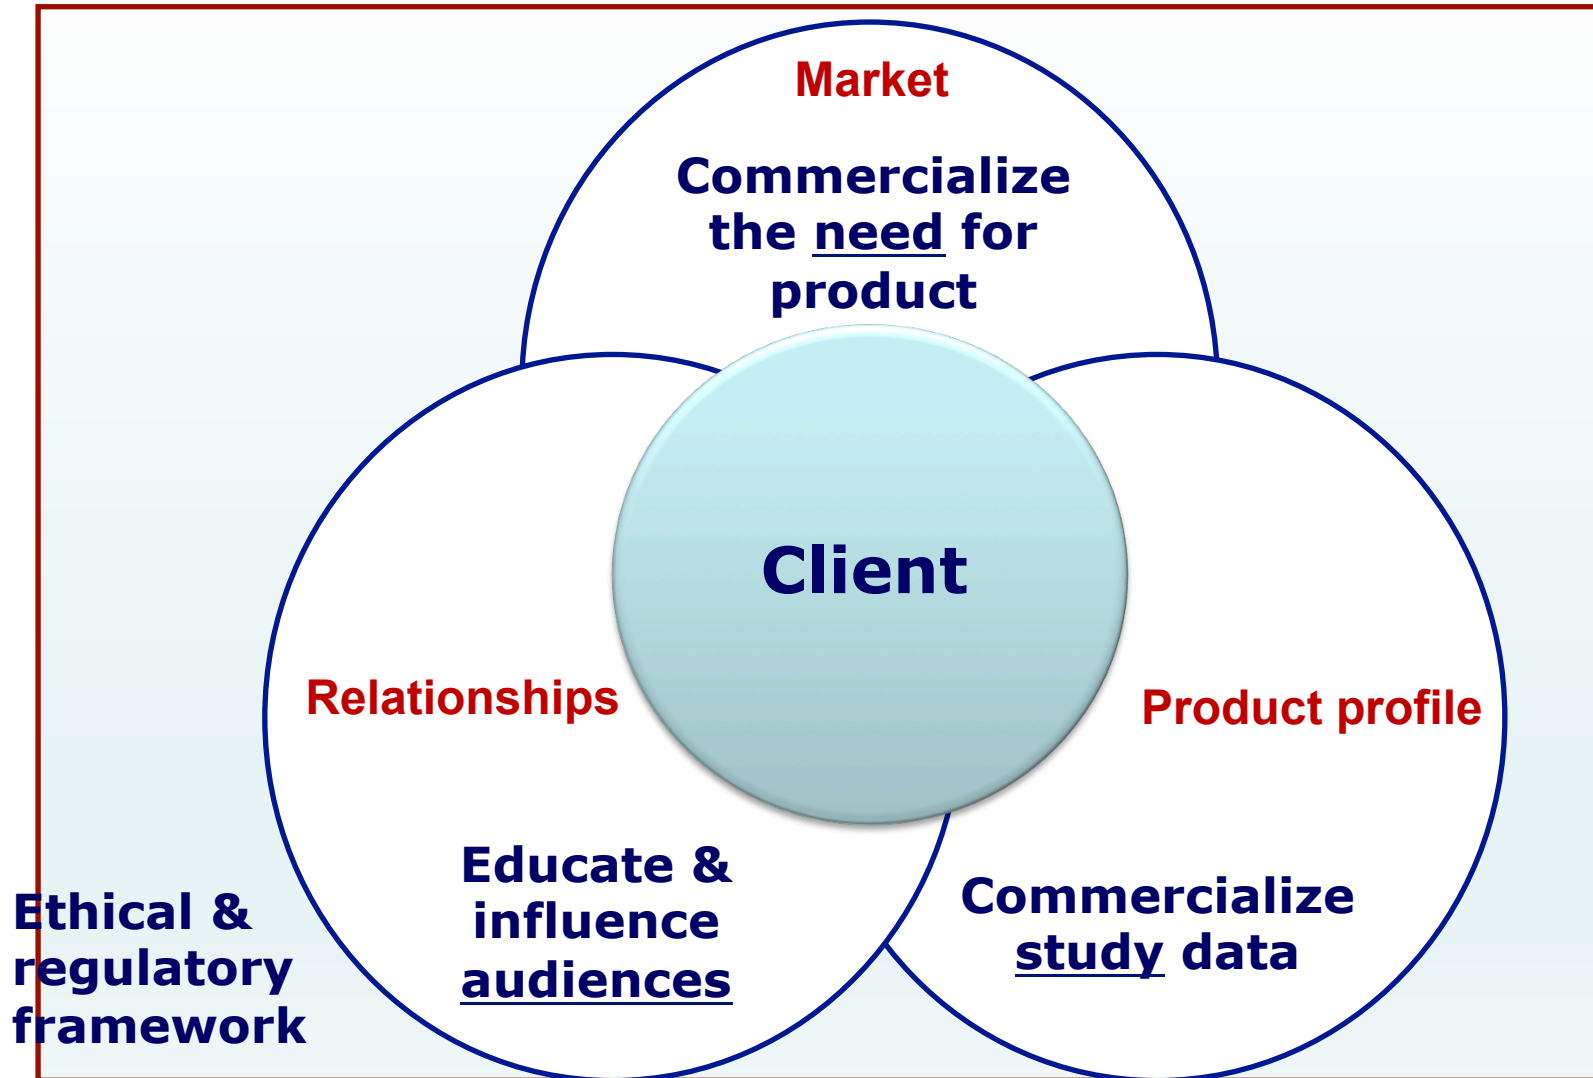 Market
Commercialize
the need for
product
Client
Relationships
Product profile
Educate &
influence
audiences
Commercialize
study data
Ethical &
regulatory
framework